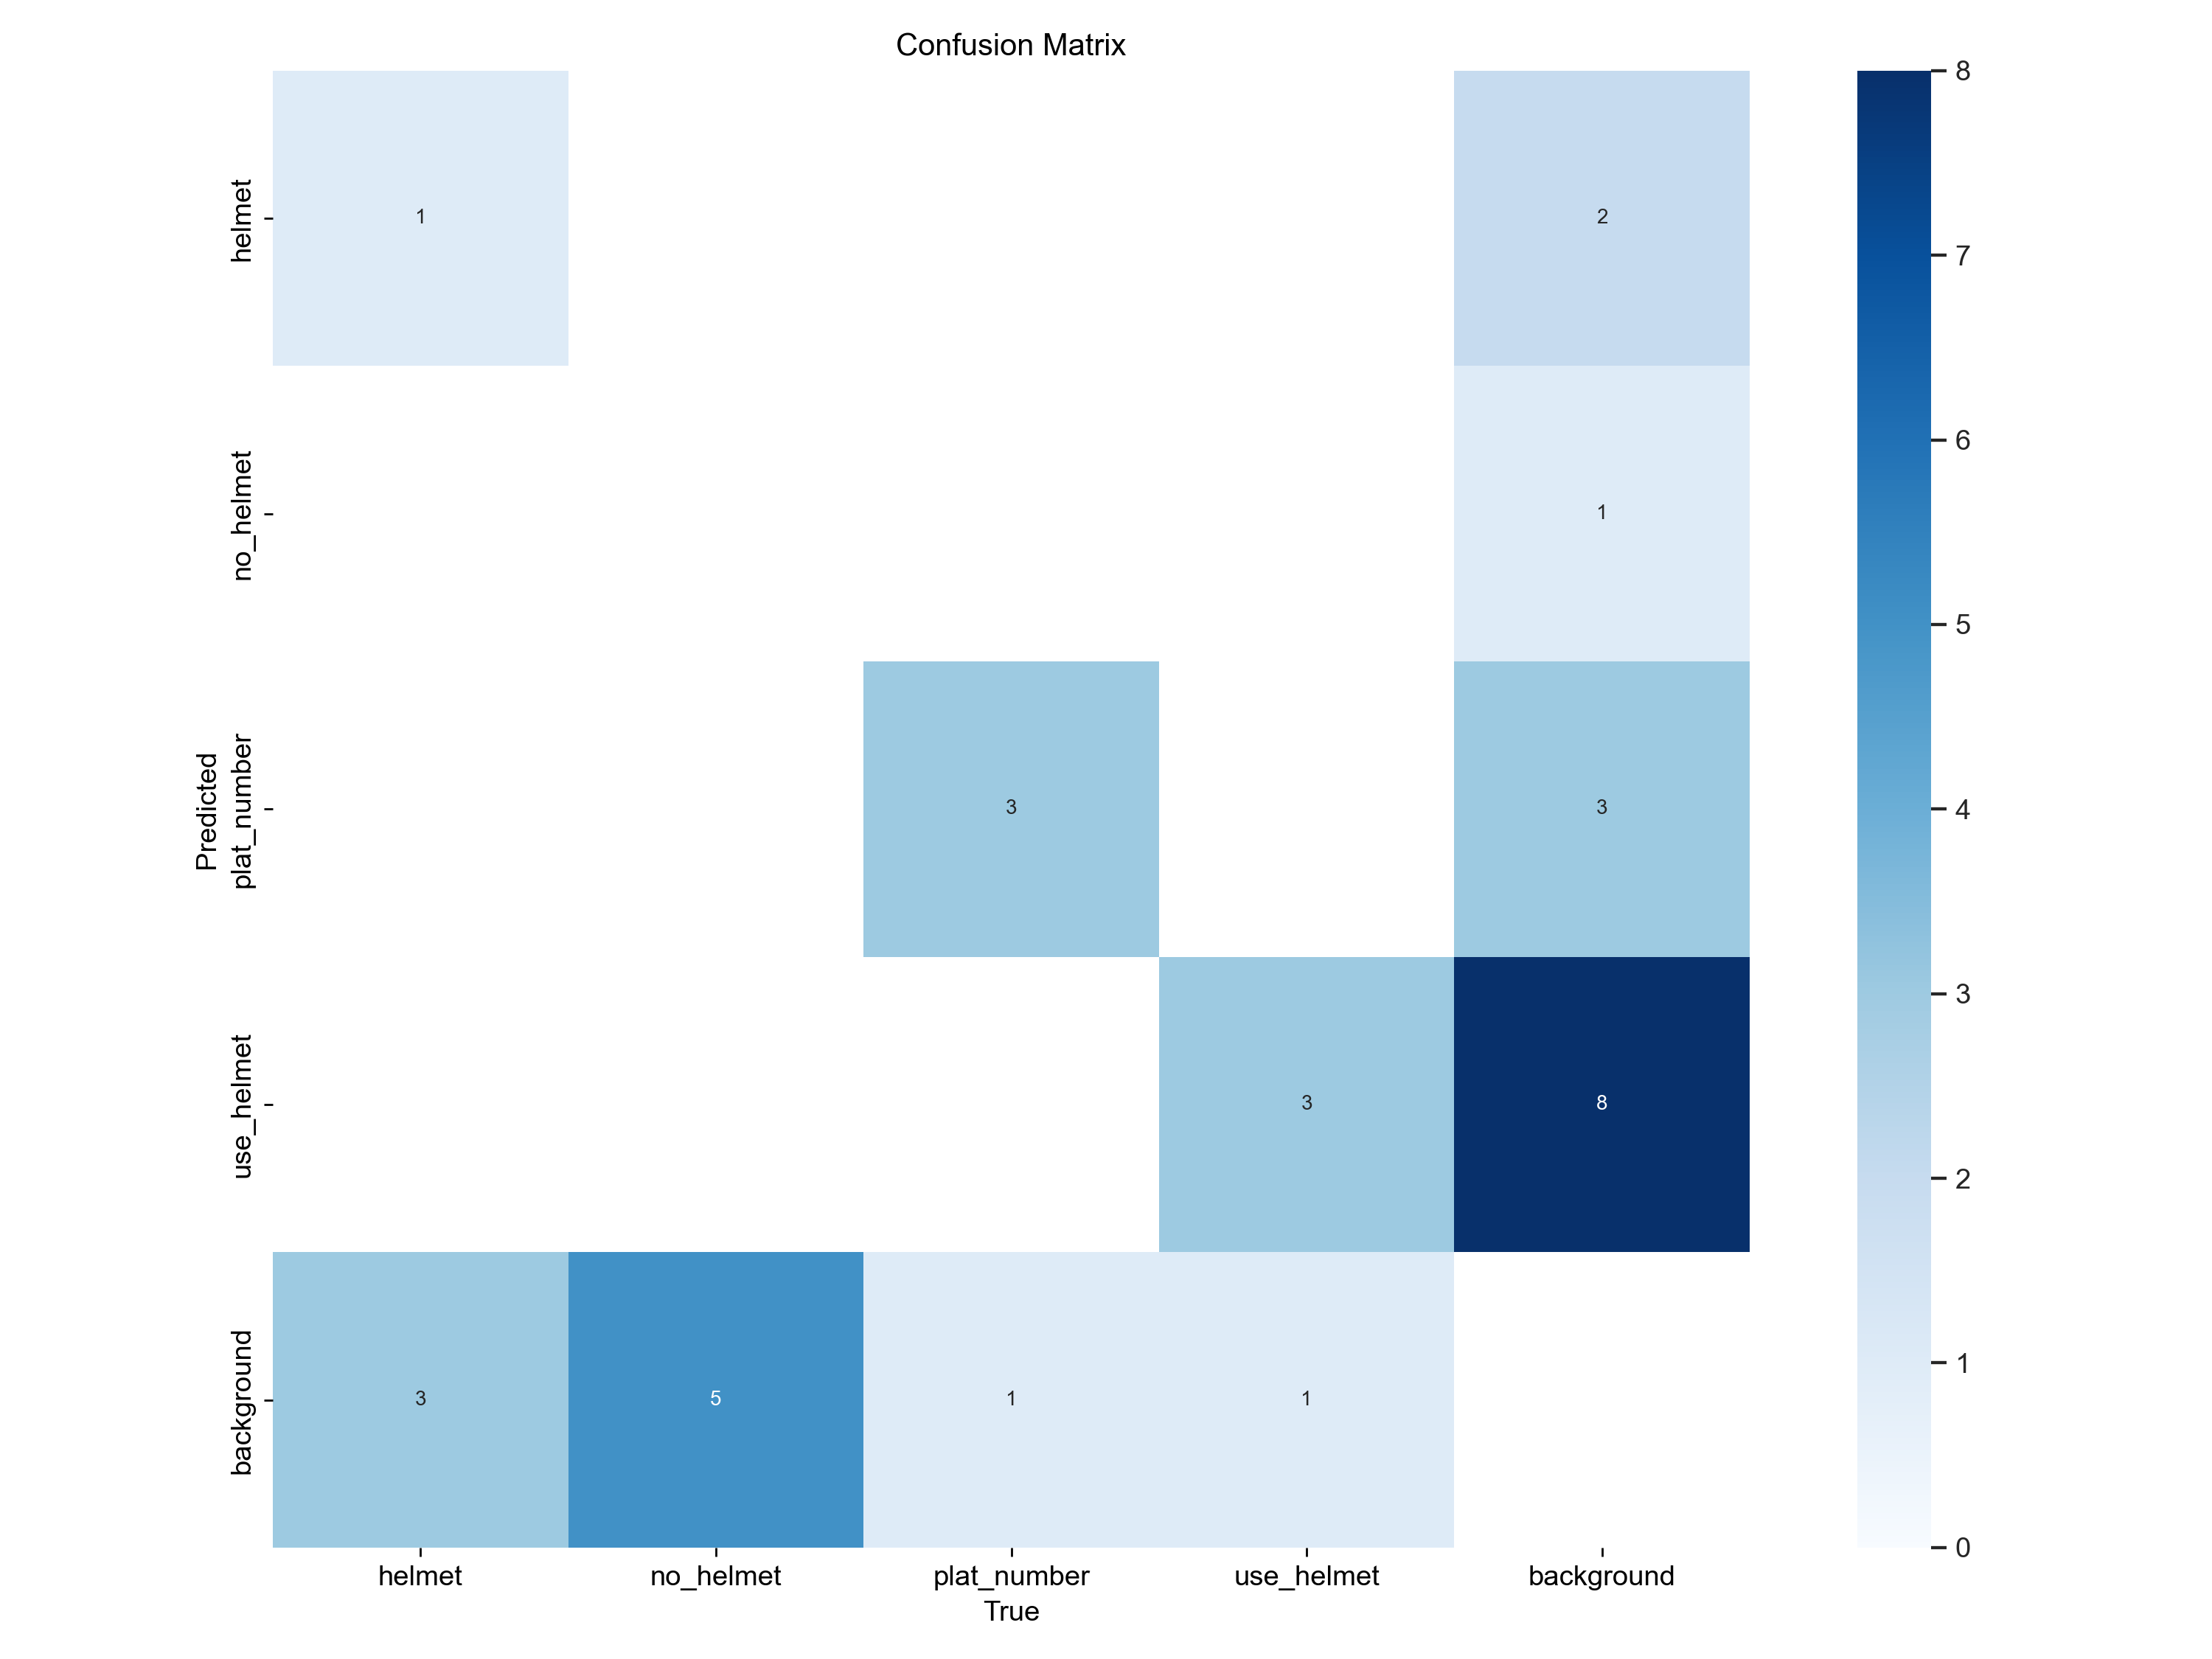 Confusion Matrix
helmet
no_helmet
plat_number
use_helmet
background
Predicted
1
2
1
3
3
3
8
3
5
1
1
helmet
no_helmet
plat_number
use_helmet
background
True
8
7
6
5
4
3
2
1
0